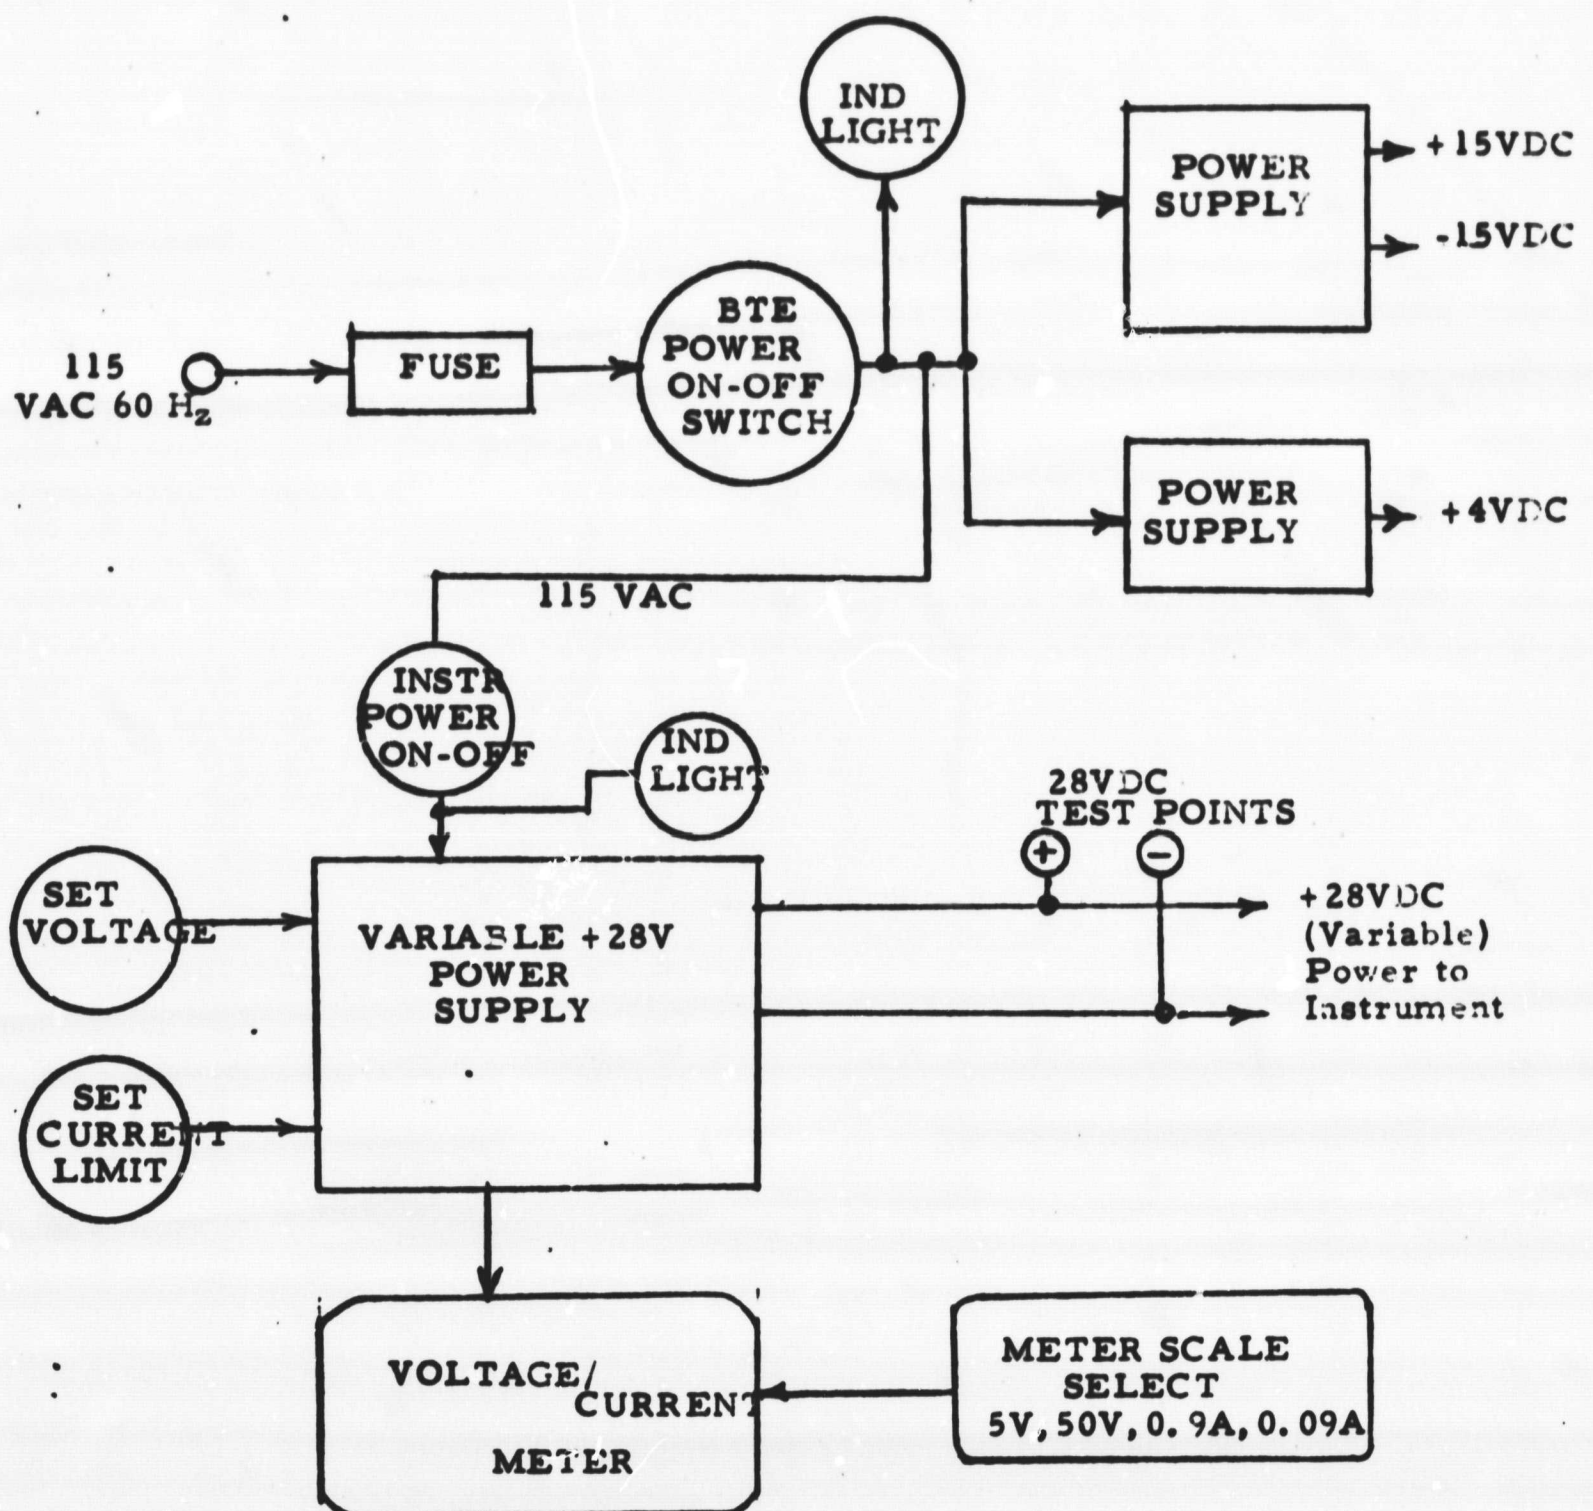 IND
LIGHT
POWER
SUPPLY
+15VDC
-15VDC
115
VAC 60 Hz
FUSE
BTE
POWER
ON-OFF
SWITCH
POWER
SUPPLY
+4VDC
115 VAC
INSTR
POWER
ON-OFF
IND
LIGHT
28VDC
TEST POINTS
+ -
SET
VOLTAGE
VARIABLE +28V
POWER
SUPPLY
+28VDC
(Variable)
Power to
Instrument
SET
CURRENT
LIMIT
VOLTAGE/
CURRENT
METER
METER SCALE
SELECT
5V, 50V, 0.9A, 0.09A